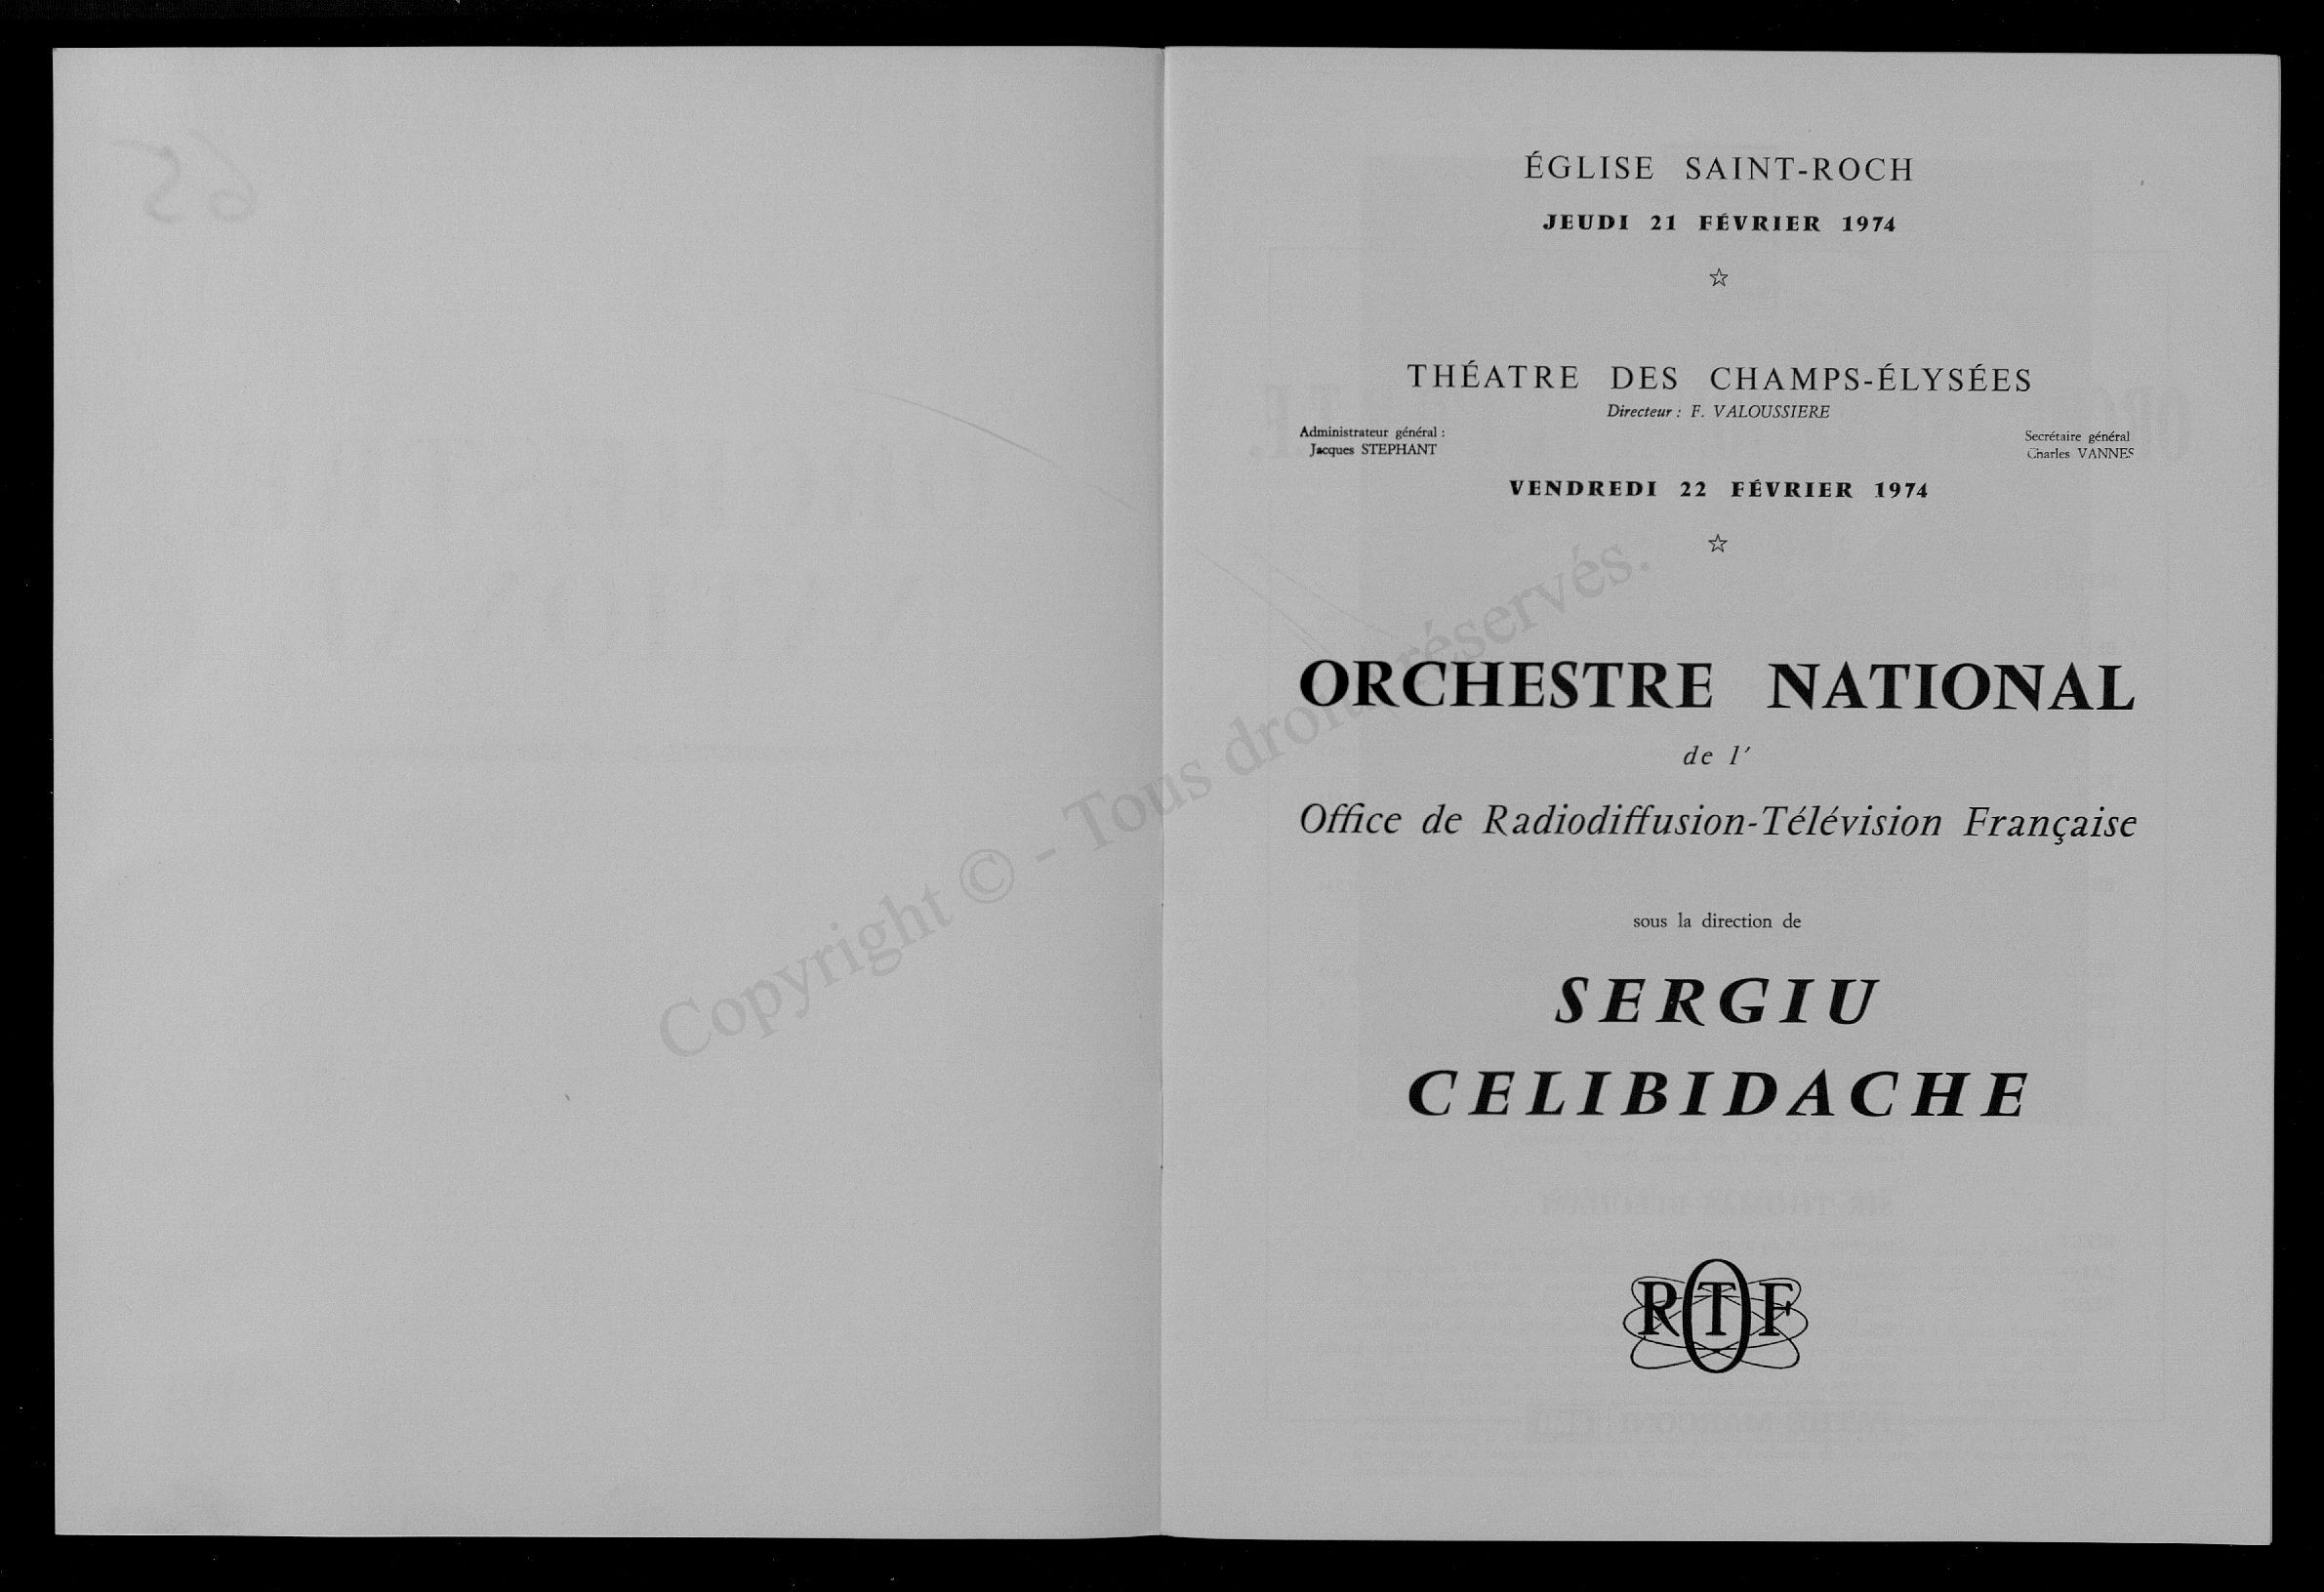 ÉGLISE SAINT-ROCH
JEUDI 21 FÉVRIER 1974
☆
THÉATRE DES CHAMPS-ÉLYSÉES
Directeur : F. VALOUSSIERE
Administrateur général :
Jacques STEPHANT
Secrétaire général
Charles VANNES
VENDREDI 22 FÉVRIER 1974
☆
ORCHESTRE NATIONAL
de l'
Office de Radiodiffusion-Télévision Française
sous la direction de
SERGIU
CELIBIDACHE
ORTF
Copyright © - Tous droits réservés.
65